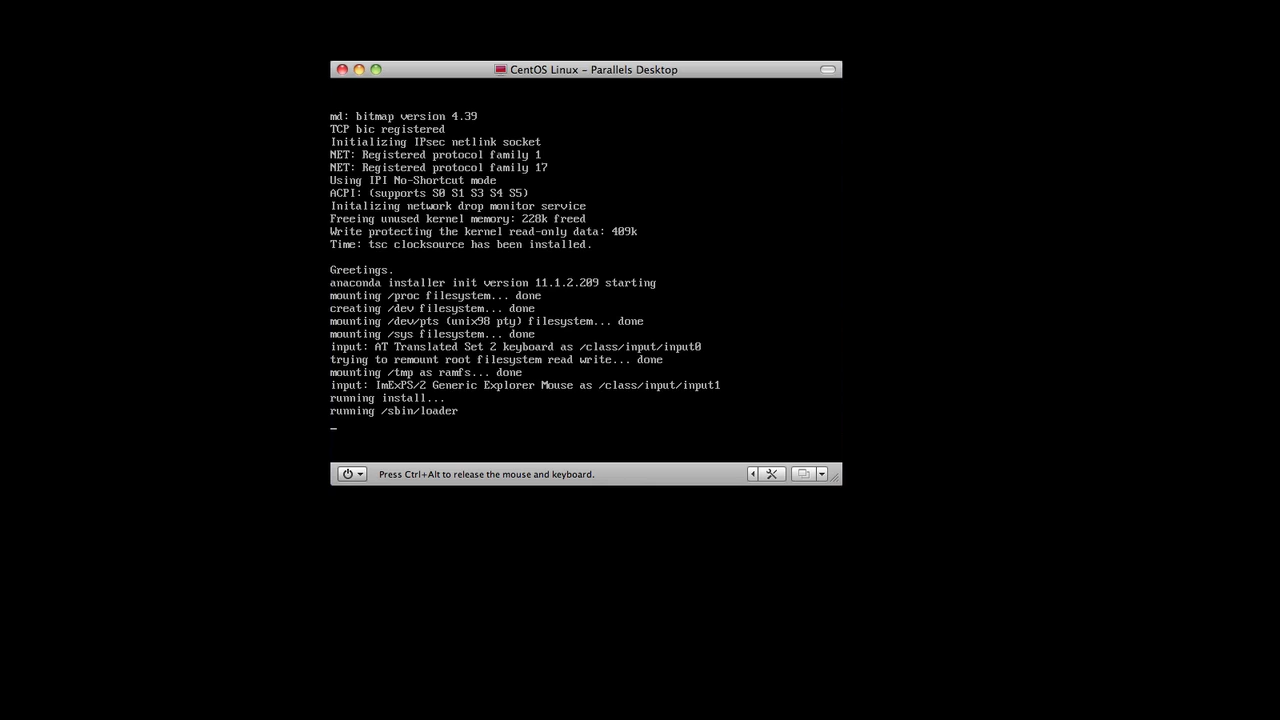 CentOS Linux - Parallels Desktop
md: bitmap version 4.39
TCP bic registered
Initializing IPsec netlink socket
NET: Registered protocol family 1
NET: Registered protocol family 17
Using IPI No-Shortcut mode
ACPI: (supports S0 S1 S3 S4 S5)
Initalizing network drop monitor service
Freeing unused kernel memory: 228k freed
Write protecting the kernel read-only data: 409k
Time: tsc clocksource has been installed.
Greetings.
anaconda installer init version 11.1.2.209 starting
mounting /proc filesystem... done
creating /dev filesystem... done
mounting /dev/pts (unix98 pty) filesystem... done
mounting /sys filesystem... done
input: AT Translated Set 2 keyboard as /class/input/input0
trying to remount root filesystem read write... done
mounting /tmp as ramfs... done
input: ImExPS/2 Generic Explorer Mouse as /class/input/input1
running install...
running /sbin/loader
_
Press Ctrl+Alt to release the mouse and keyboard.